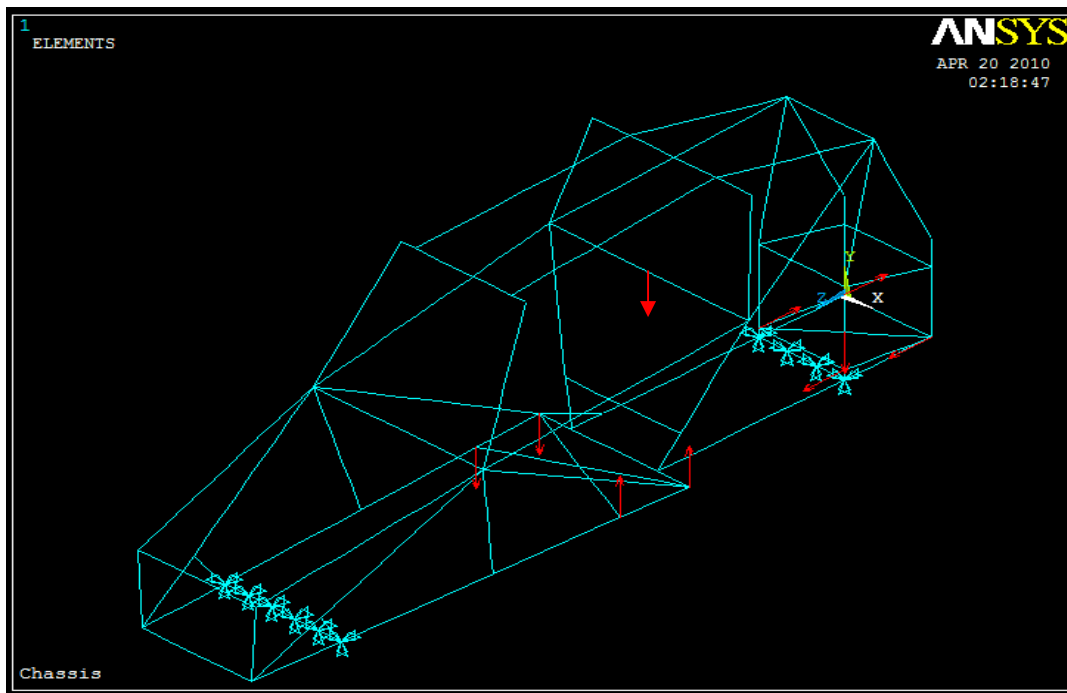 1
ELEMENTS
ANSYS
APR 20 2010
02:18:47
Y
Z
X
Chassis